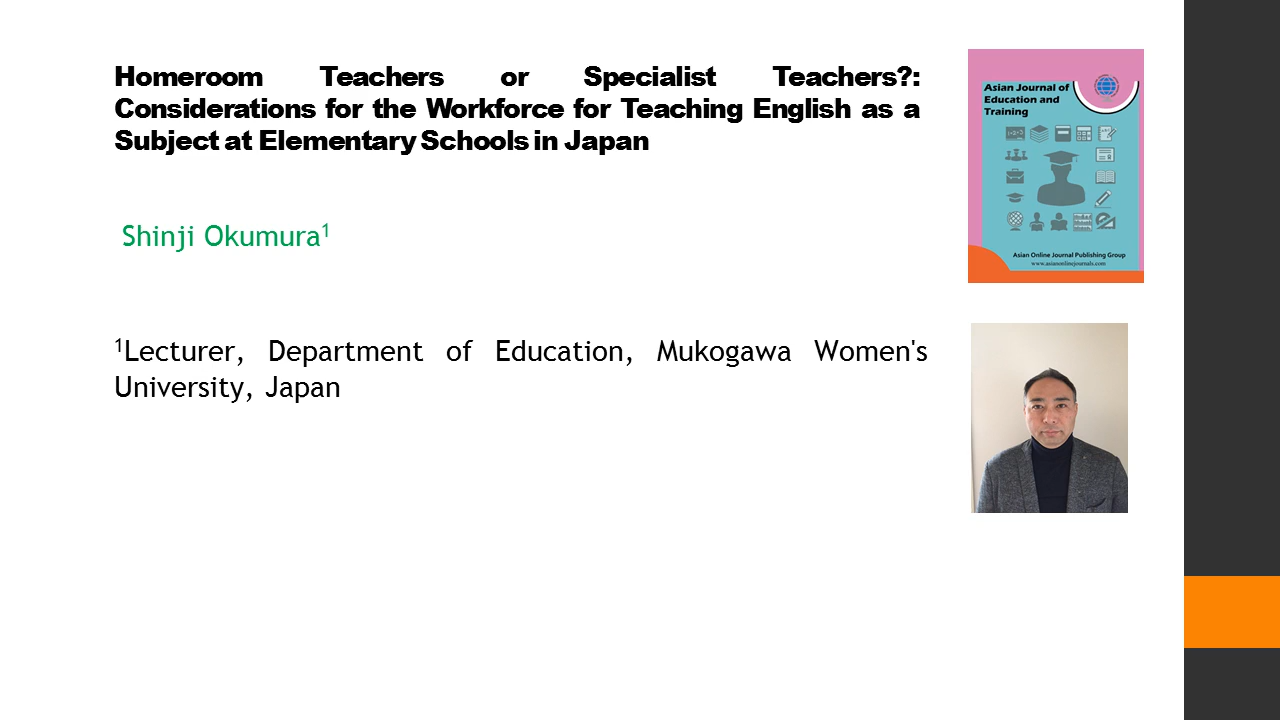 Homeroom Teachers or Specialist Teachers?:
Considerations for the Workforce for Teaching English as a
Subject at Elementary Schools in Japan
Shinji Okumura1
1Lecturer, Department of Education, Mukogawa Women's
University, Japan
Asian Journal of
Education and
Training
Asian Online Journal Publishing Group
www.asianonlinejournals.com